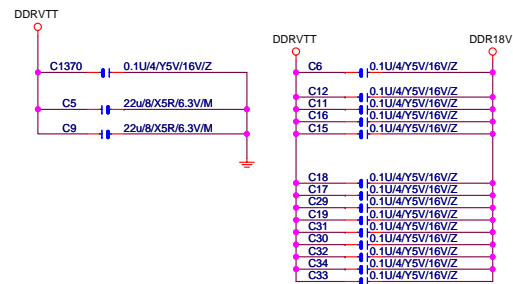 DDRVTT
C1370 0.1U/4/Y5V/16V/Z
C5 22u/8/X5R/6.3V/M
C9 22u/8/X5R/6.3V/M
DDRVTT DDR18V
C6 0.1U/4/Y5V/16V/Z
C12 0.1U/4/Y5V/16V/Z
C11 0.1U/4/Y5V/16V/Z
C16 0.1U/4/Y5V/16V/Z
C15 0.1U/4/Y5V/16V/Z
C18 0.1U/4/Y5V/16V/Z
C17 0.1U/4/Y5V/16V/Z
C29 0.1U/4/Y5V/16V/Z
C19 0.1U/4/Y5V/16V/Z
C31 0.1U/4/Y5V/16V/Z
C30 0.1U/4/Y5V/16V/Z
C32 0.1U/4/Y5V/16V/Z
C34 0.1U/4/Y5V/16V/Z
C33 0.1U/4/Y5V/16V/Z